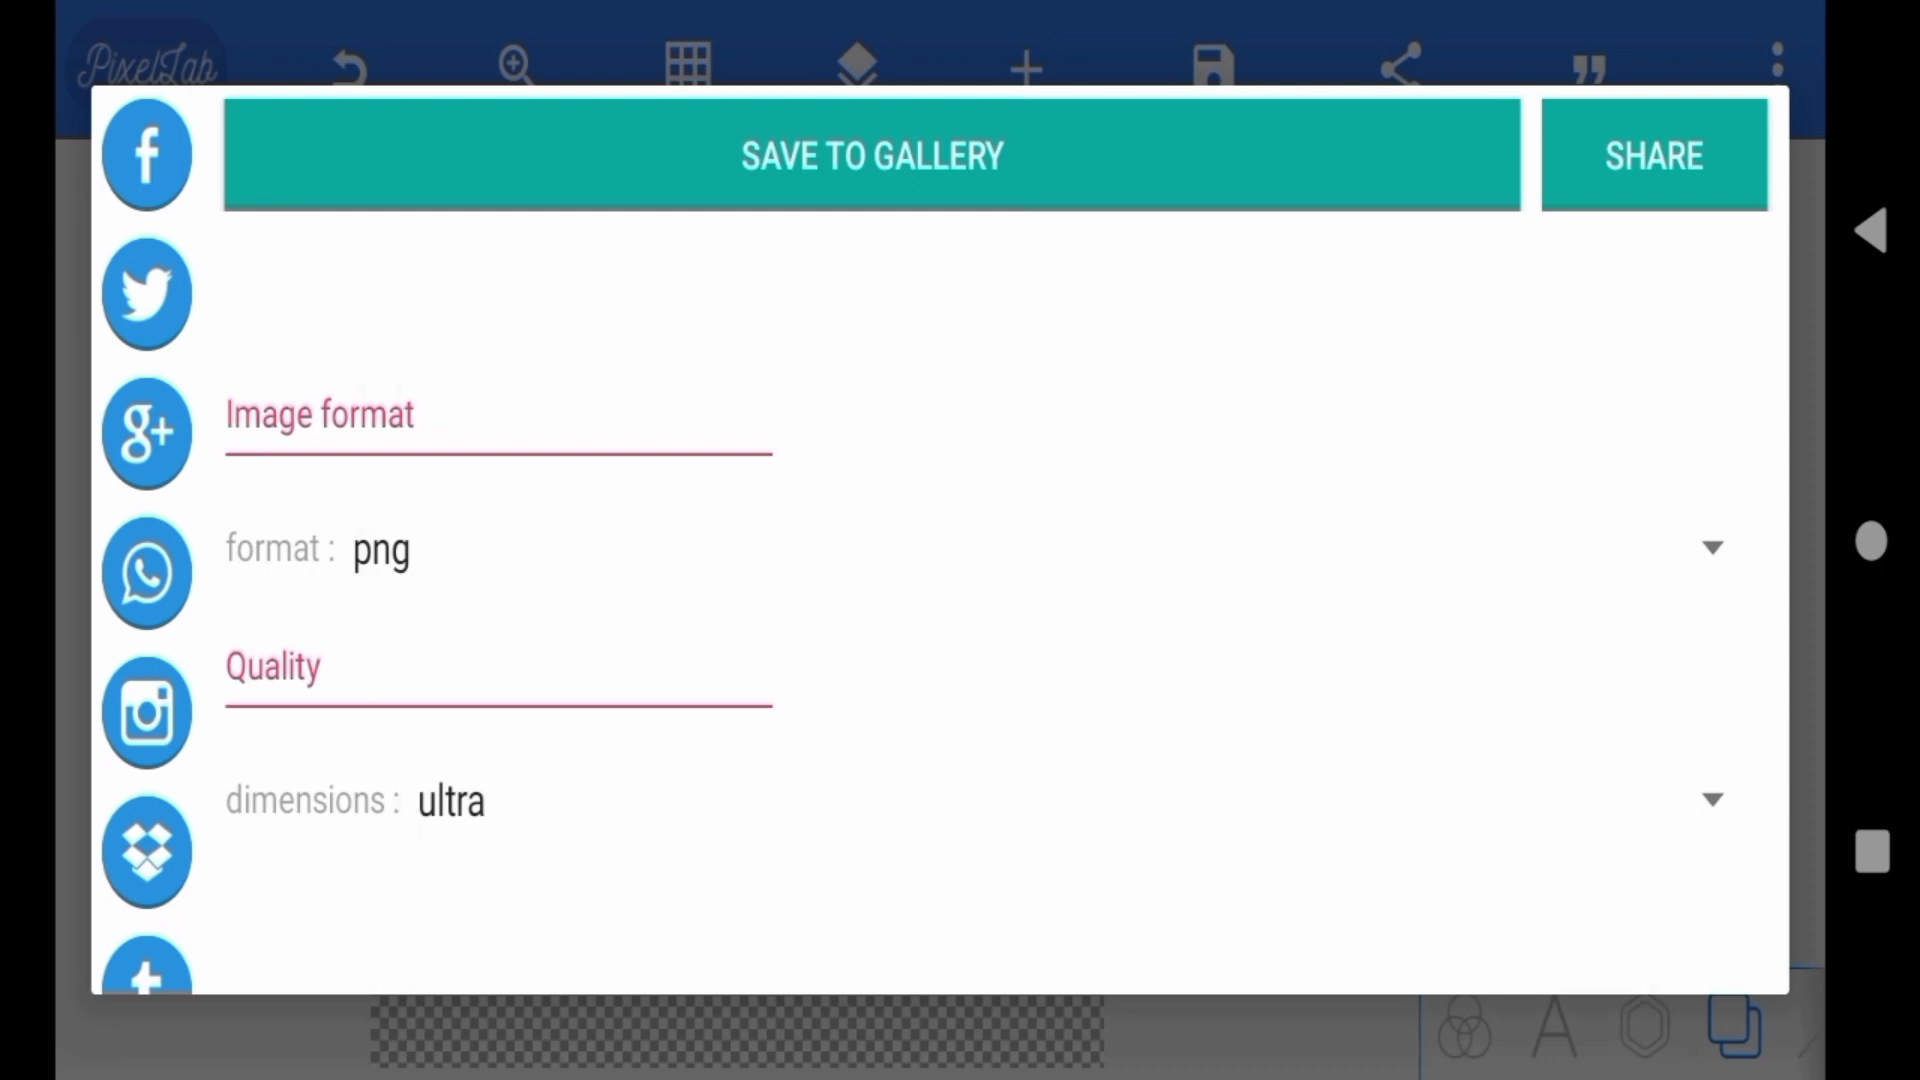 PixelLab
SAVE TO GALLERY
SHARE
Image format
format : png
Quality
dimensions : ultra